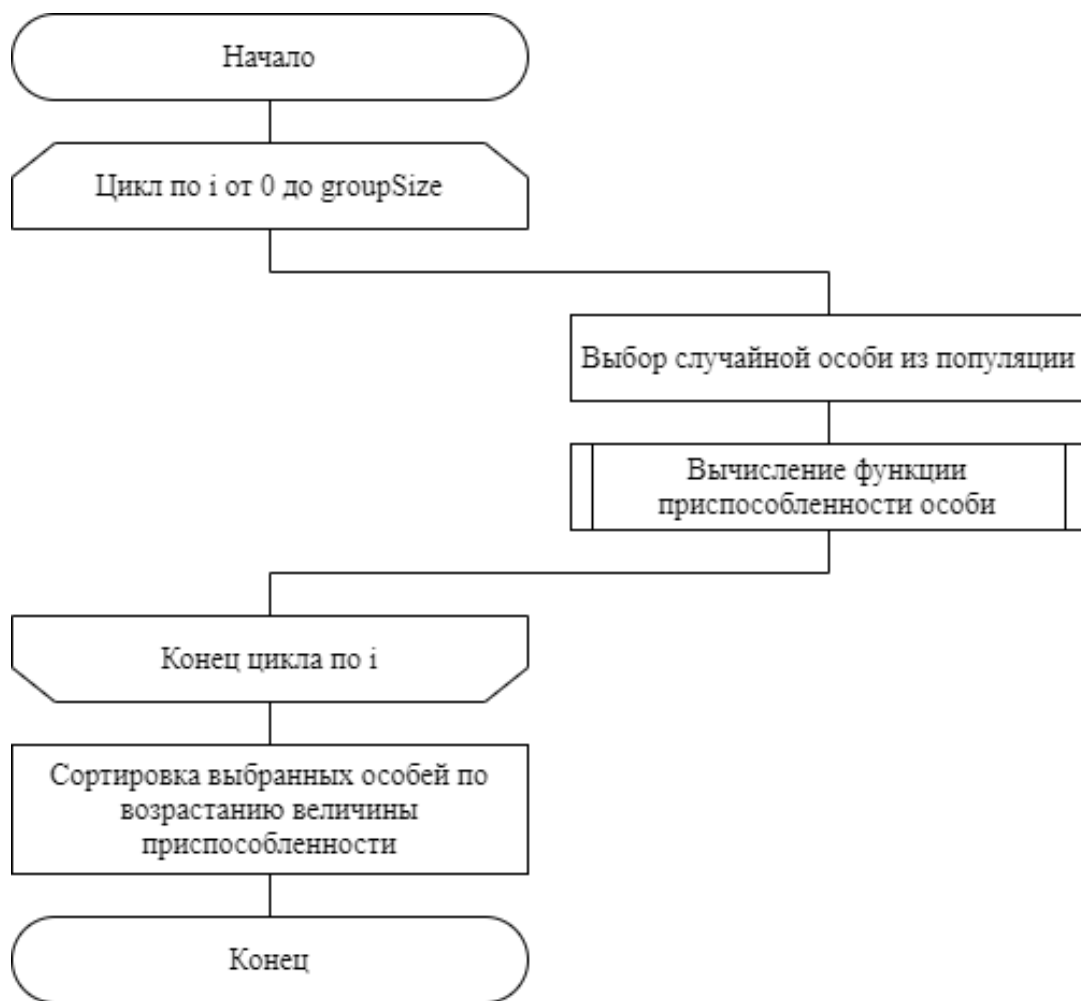 Начало
Цикл по i от 0 до groupSize
Выбор случайной особи из популяции
Вычисление функции
приспособленности особи
Конец цикла по i
Сортировка выбранных особей по
возрастанию величины
приспособленности
Конец